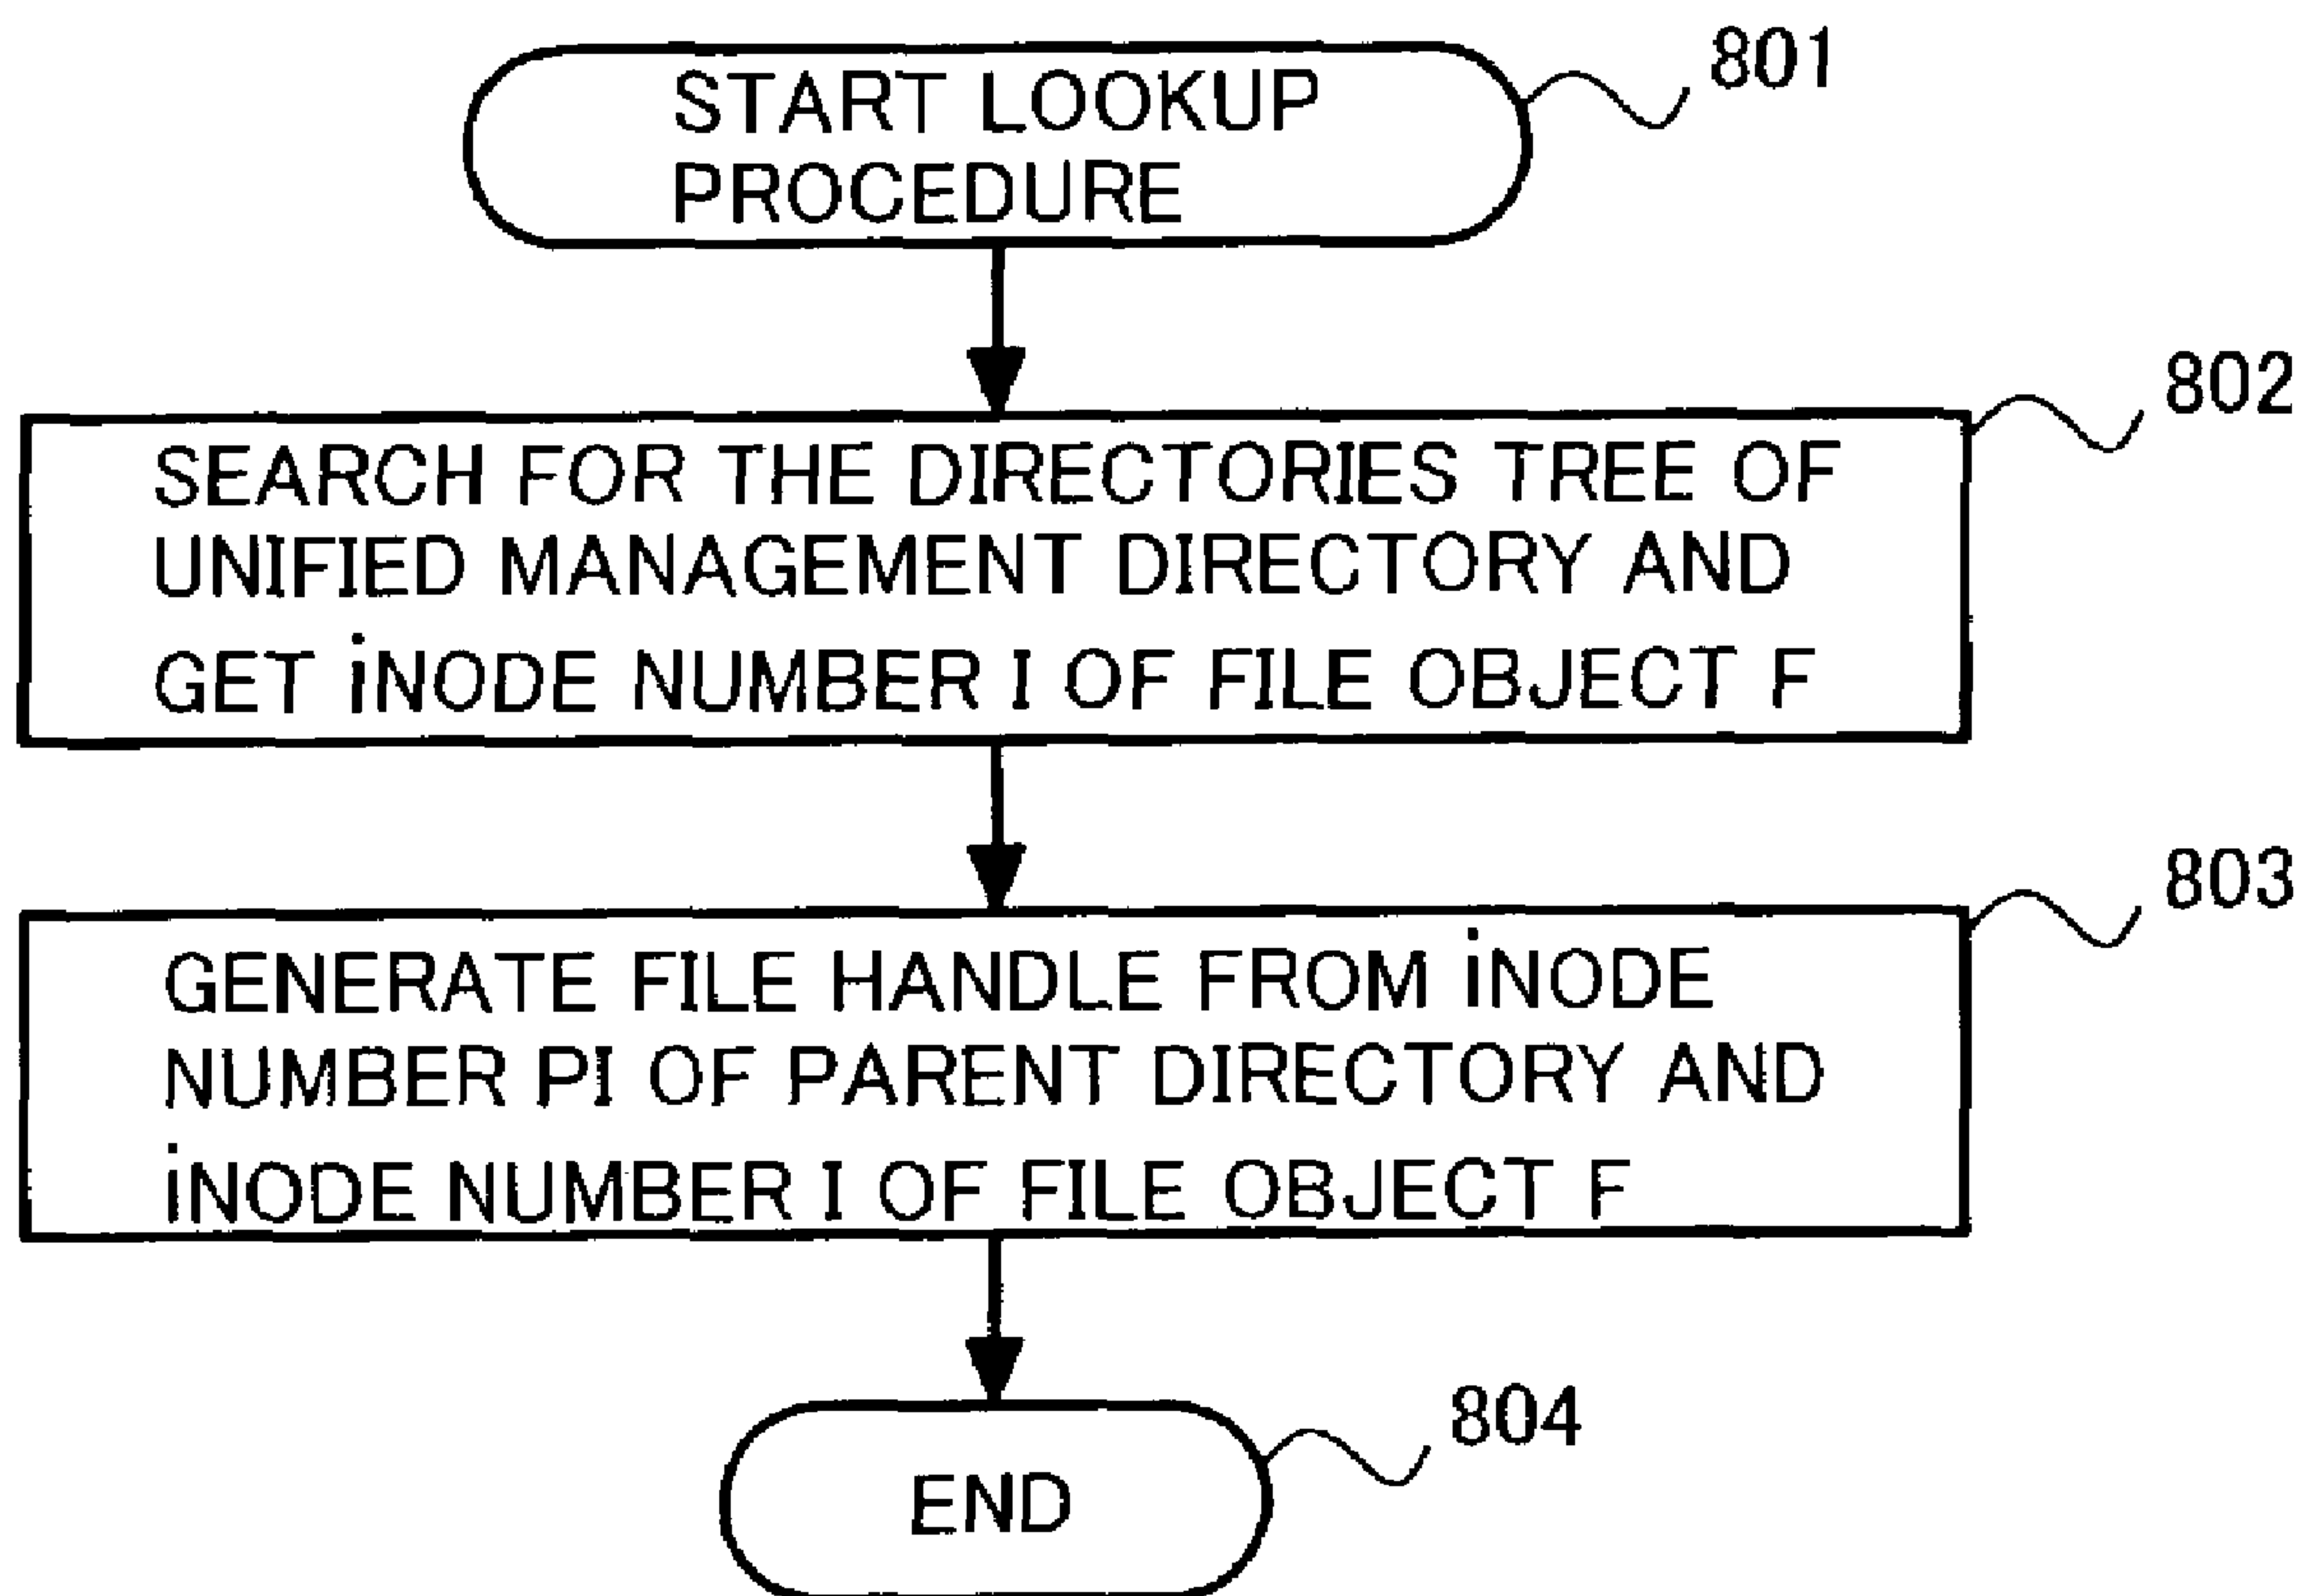 START LOOKUP
PROCEDURE
801
802
SEARCH FOR THE DIRECTORIES TREE OF
UNIFIED MANAGEMENT DIRECTORY AND
GET iNODE NUMBER I OF FILE OBJECT F
803
GENERATE FILE HANDLE FROM iNODE
NUMBER PI OF PARENT DIRECTORY AND
iNODE NUMBER I OF FILE OBJECT F
804
END